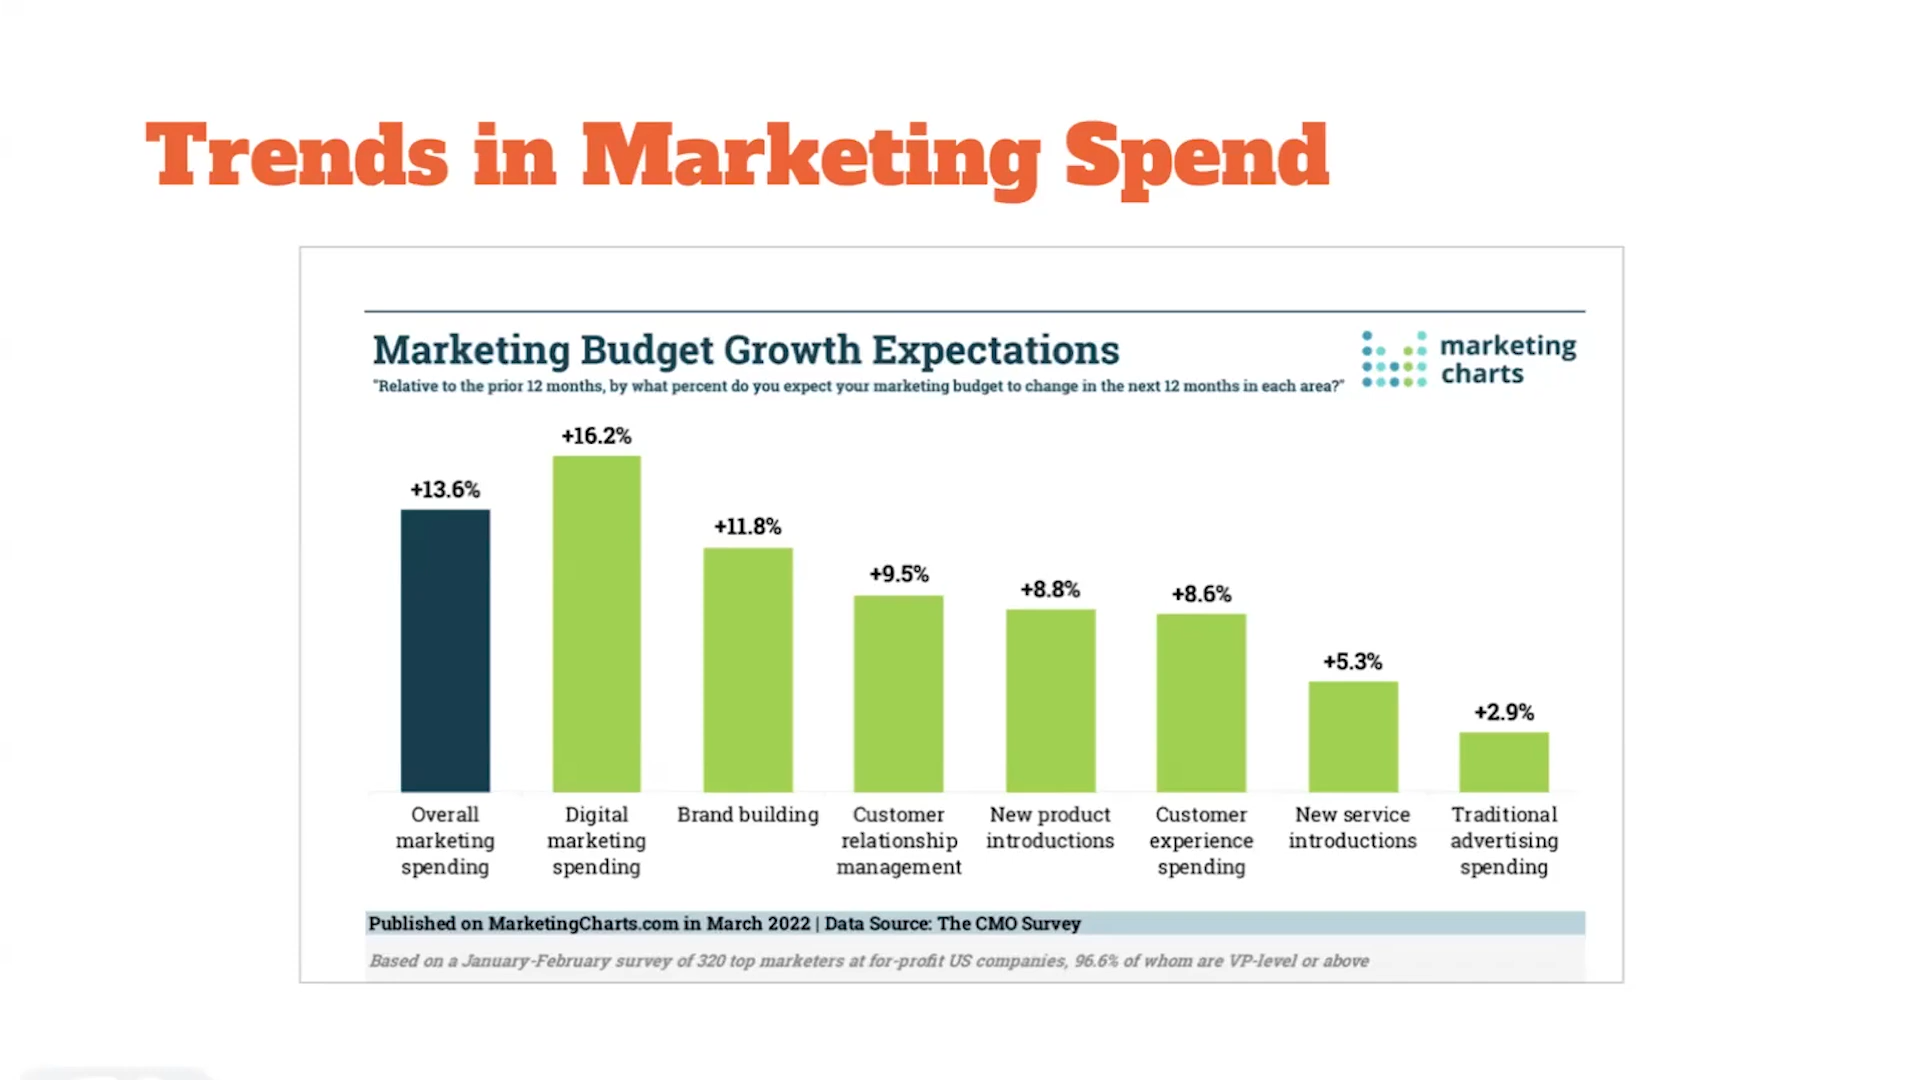 Trends in Marketing Spend
Marketing Budget Growth Expectations
"Relative to the prior 12 months, by what percent do you expect your marketing budget to change in the next 12 months in each area?"
marketing
charts
+13.6%
+16.2%
+11.8%
+9.5%
+8.8%
+8.6%
+5.3%
+2.9%
Overall
marketing
spending
Digital
marketing
spending
Brand building
Customer
relationship
management
New product
introductions
Customer
experience
spending
New service
introductions
Traditional
advertising
spending
Published on MarketingCharts.com in March 2022 | Data Source: The CMO Survey
Based on a January-February survey of 320 top marketers at for-profit US companies, 96.6% of whom are VP-level or above